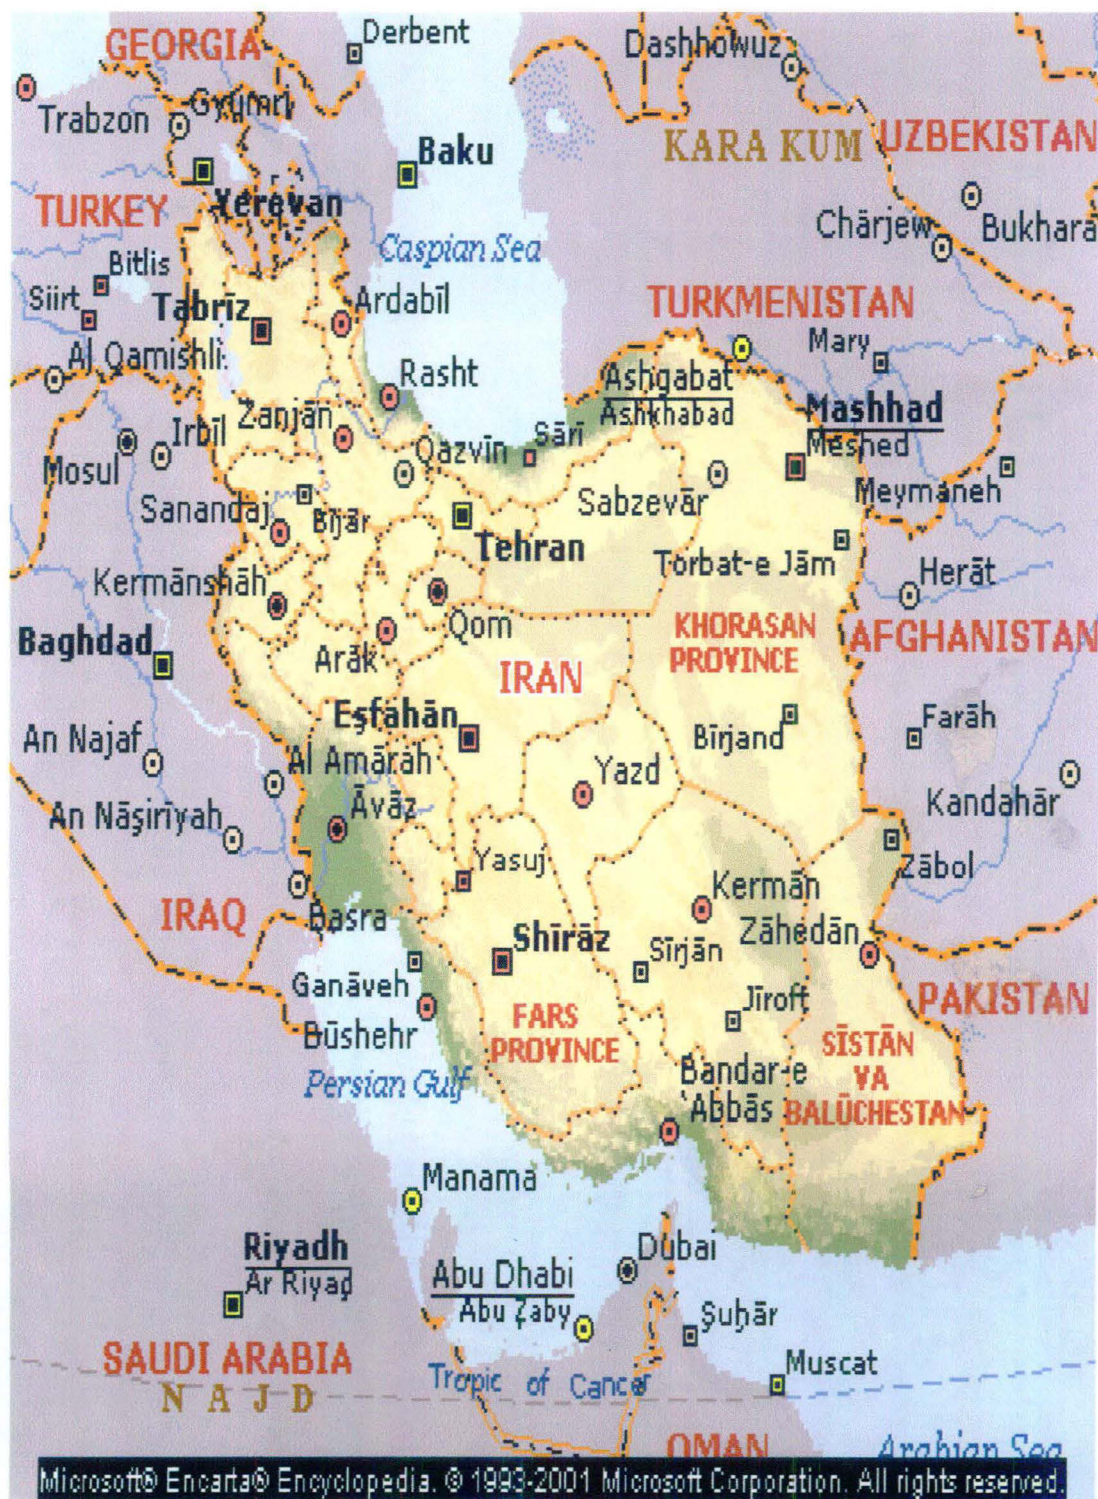 GEORGIA
Derbent
Dashhowuz
Trabzon
Gyumri
Baku
KARA KUM
UZBEKISTAN
TURKEY
Yerevan
Caspian Sea
Chärjew
Bukhara
Bitlis
Siirt
Tabrīz
Ardabīl
TURKMENISTAN
Mary
Al Qamishli
Rasht
Ashgabat
Ashkhabad
Mashhad
Meshed
Zanjān
Irbīl
Mosul
Qazvīn
Sārī
Sabzevār
Meymaneh
Sanandaj
Bījār
Tehran
Torbat-e Jām
Herāt
Kermānshāh
Qom
Baghdad
Arāk
KHORASAN
PROVINCE
AFGHANISTAN
IRAN
Eşfahān
Bīrjand
Farāh
An Najaf
Al Amārah
Yazd
Kandahār
An Nāşirīyah
Āvāz
Yasuj
Zābol
Kermān
IRAQ
Basra
Shīrāz
Sīrjān
Zāhedān
Ganāveh
Jīroft
PAKISTAN
Būshehr
FARS
PROVINCE
SĪSTĀN
VA
BALŪCHESTAN
Persian Gulf
Bandar-e
'Abbās
Manama
Riyadh
Ar Riyaḑ
Abu Dhabi
Abu Z̧aby
Dubai
Şuḩār
SAUDI ARABIA
NAJD
Tropic of Cancer
Muscat
OMAN
Arabian Sea
Microsoft® Encarta® Encyclopedia. © 1993-2001 Microsoft Corporation. All rights reserved.